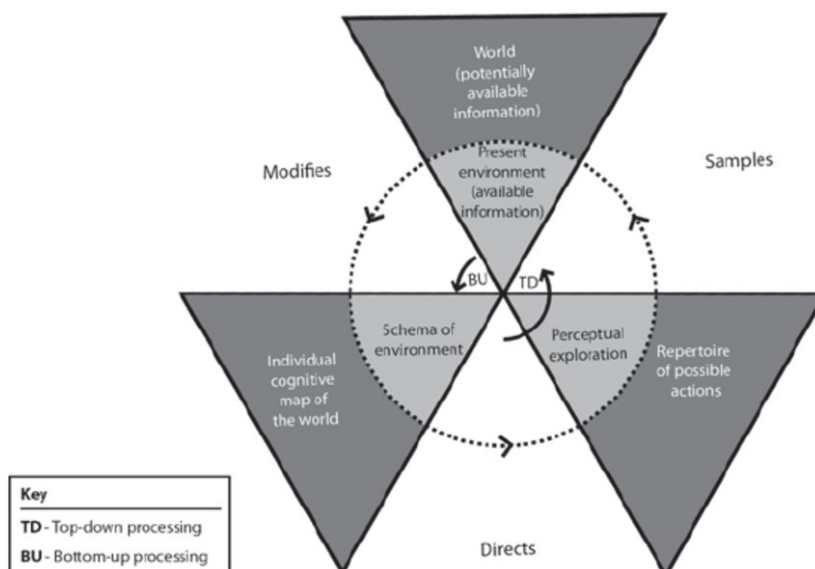 World
(potentially
available
information)
Present
environment
(available
information)
Modifies
Samples
BU
TD
Schema of
environment
Perceptual
exploration
Individual
cognitive
map of
the world
Repertoire
of possible
actions
Key
TD - Top-down processing
BU - Bottom-up processing
Directs